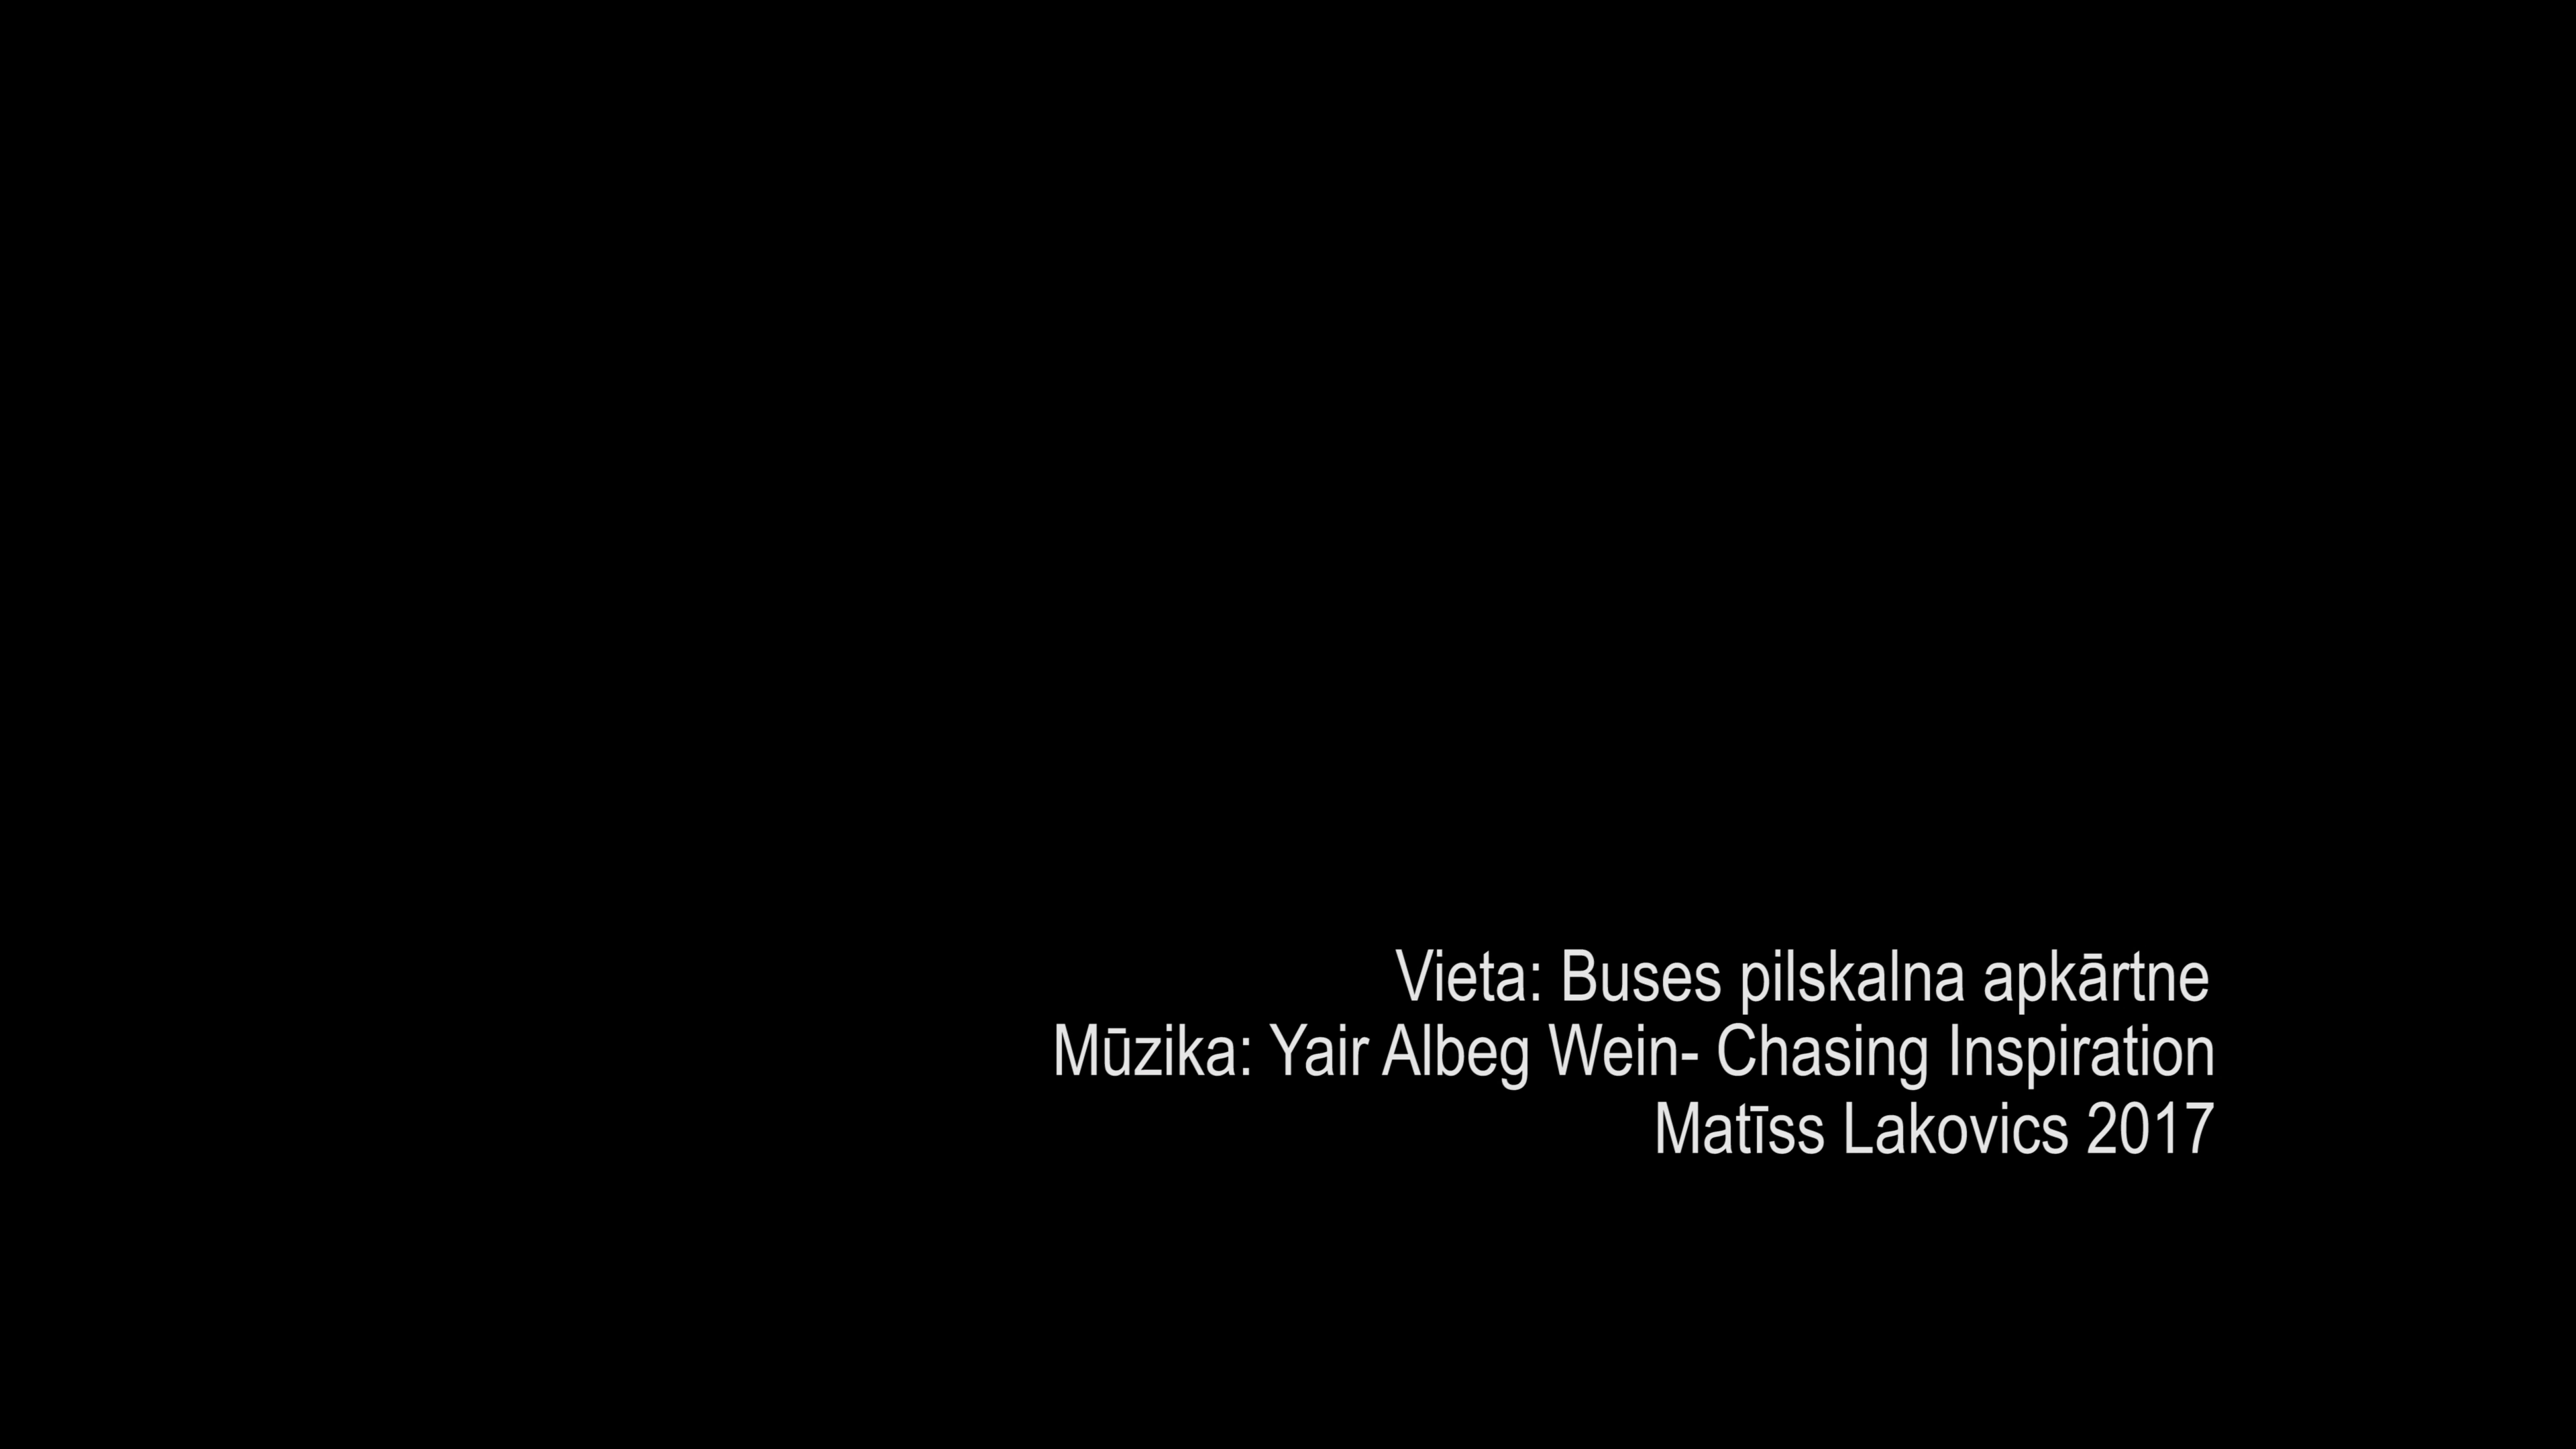 Vieta: Buses pilskalna apkārtne
Mūzika: Yair Albeg Wein- Chasing Inspiration
Matīss Lakovics 2017